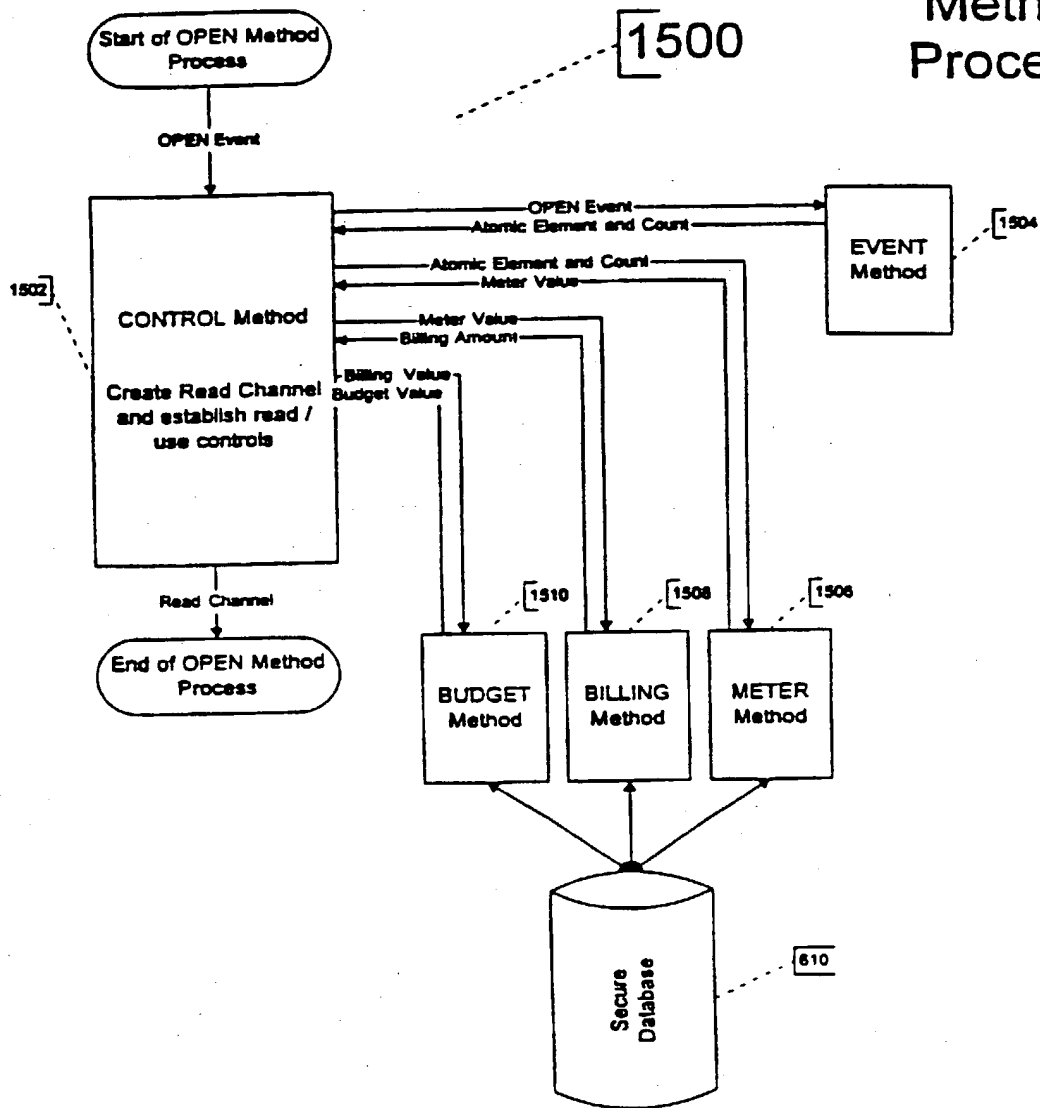 Start of OPEN Method
Process
1500
Meth
Proce
OPEN Event
OPEN Event
Atomic Element and Count
EVENT
Method
1504
Atomic Element and Count
Meter Value
1502
CONTROL Method
Create Read Channel
and establish read /
use controls
Meter Value
Billing Amount
Billing Value
Budget Value
Read Channel
End of OPEN Method
Process
1510
1508
1506
BUDGET
Method
BILLING
Method
METER
Method
Secure
Database
610